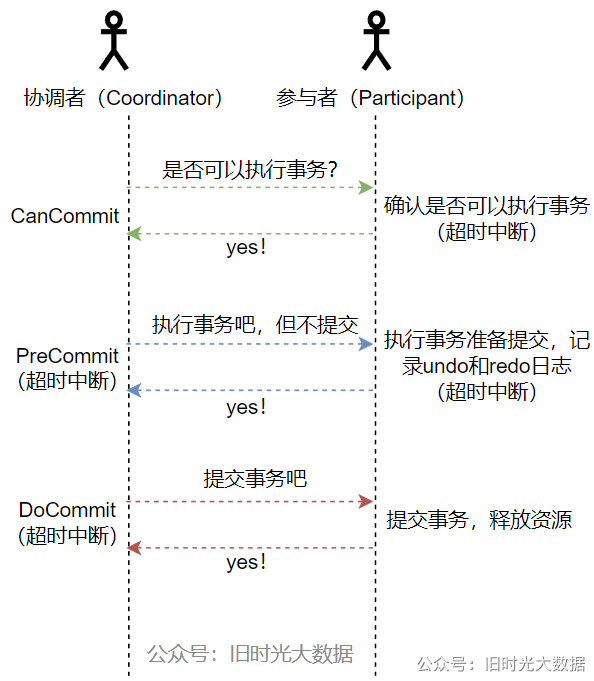 协调者（Coordinator）
参与者（Participant）
是否可以执行事务？
CanCommit
确认是否可以执行事务
（超时中断）
yes！
执行事务吧，但不提交
PreCommit
（超时中断）
执行事务准备提交，记
录undo和redo日志
（超时中断）
yes！
提交事务吧
DoCommit
（超时中断）
提交事务，释放资源
yes！
公众号：旧时光大数据
公众号：旧时光大数据